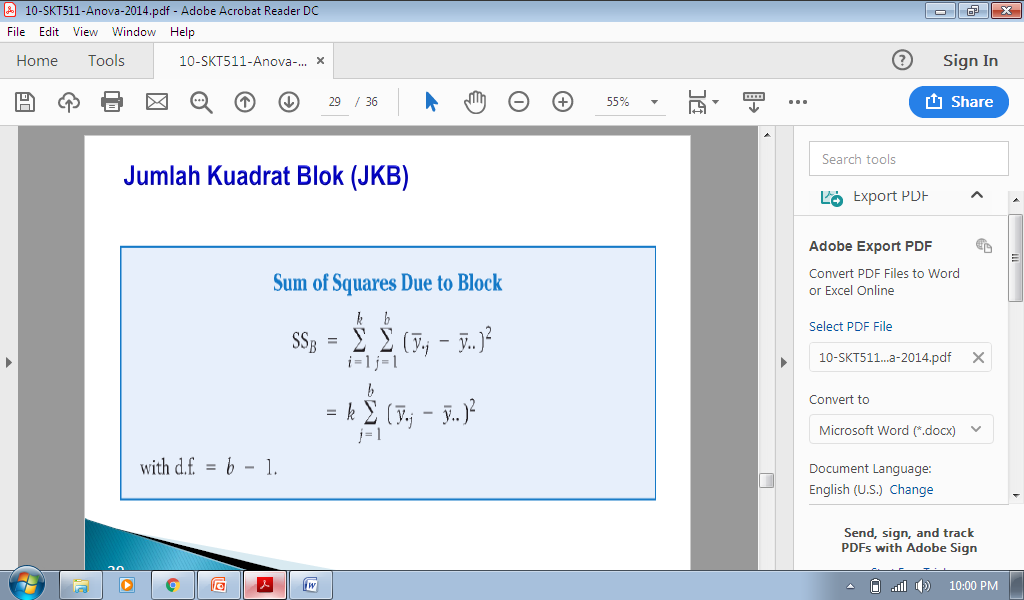 10-SKT511-Anova-2014.pdf - Adobe Acrobat Reader DC
File Edit View Window Help
Home Tools 10-SKT511-Anova-... × ? Sign In
29 / 36 55% Share
Jumlah Kuadrat Blok (JKB)
Sum of Squares Due to Block
SS_B = ∑_{i=1}^{k} ∑_{j=1}^{b} (ȳ.j − ȳ..)²
= k ∑_{j=1}^{b} (ȳ.j − ȳ..)²
with d.f. = b − 1.
Search tools
Export PDF
Adobe Export PDF
Convert PDF Files to Word
or Excel Online
Select PDF File
10-SKT511...a-2014.pdf
Convert to
Microsoft Word (*.docx)
Document Language:
English (U.S.) Change
Send, sign, and track
PDFs with Adobe Sign
10:00 PM